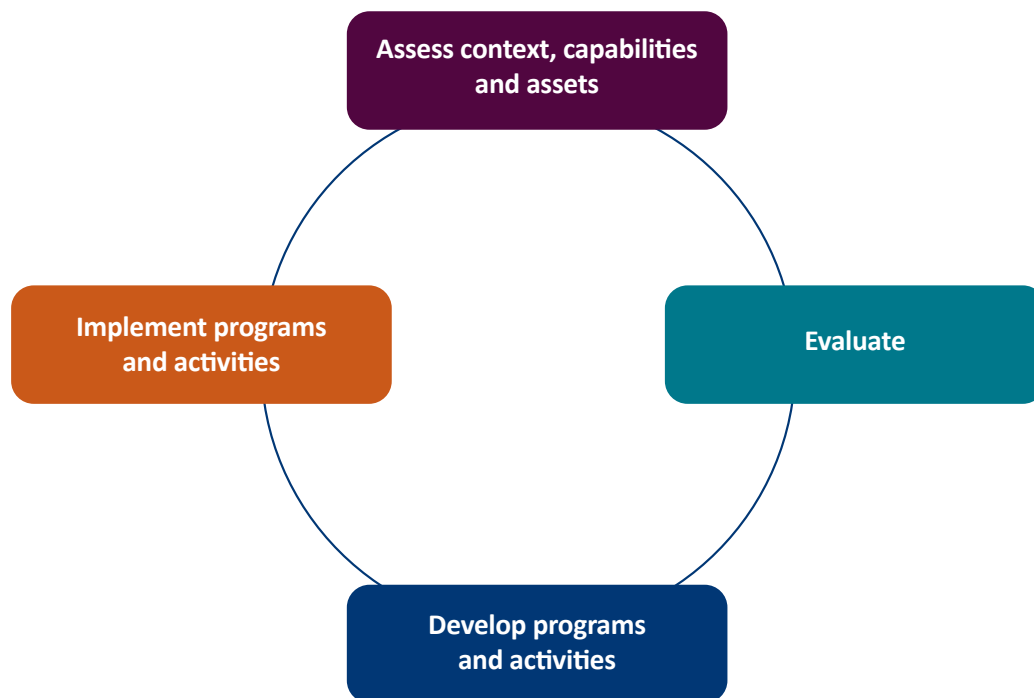 Assess context, capabilities
and assets
Implement programs
and activities
Evaluate
Develop programs
and activities